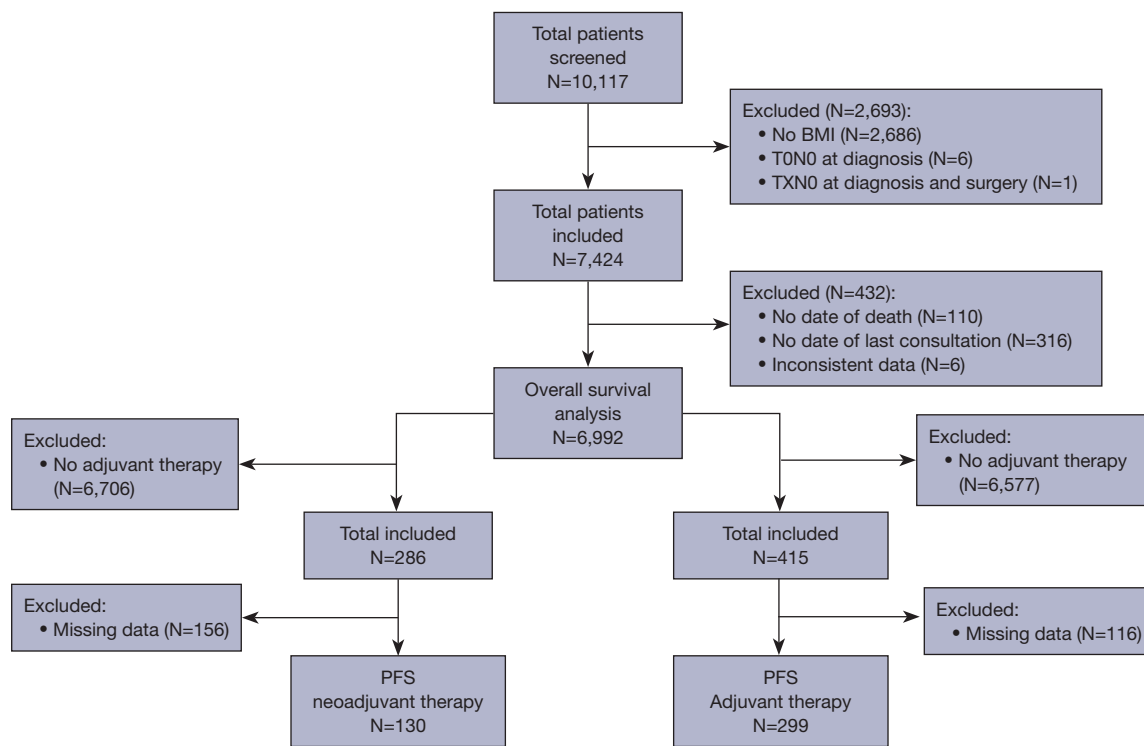 Total patients
screened
N=10,117
Excluded (N=2,693):
• No BMI (N=2,686)
• T0N0 at diagnosis (N=6)
• TXN0 at diagnosis and surgery (N=1)
Total patients
included
N=7,424
Excluded (N=432):
• No date of death (N=110)
• No date of last consultation (N=316)
• Inconsistent data (N=6)
Overall survival
analysis
N=6,992
Excluded:
• No adjuvant therapy
(N=6,706)
Excluded:
• No adjuvant therapy
(N=6,577)
Total included
N=286
Total included
N=415
Excluded:
• Missing data (N=156)
Excluded:
• Missing data (N=116)
PFS
neoadjuvant therapy
N=130
PFS
Adjuvant therapy
N=299